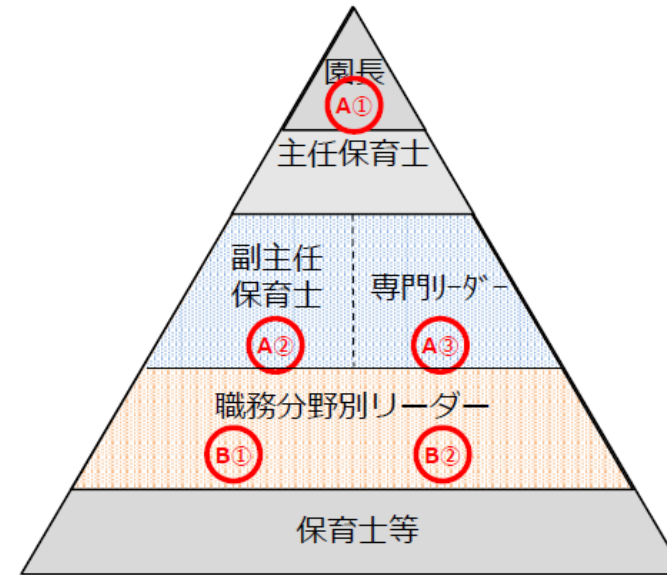 園長
A①
主任保育士
副主任
保育士
専門ﾘｰﾀﾞｰ
A②
A③
職務分野別リーダー
B①
B②
保育士等